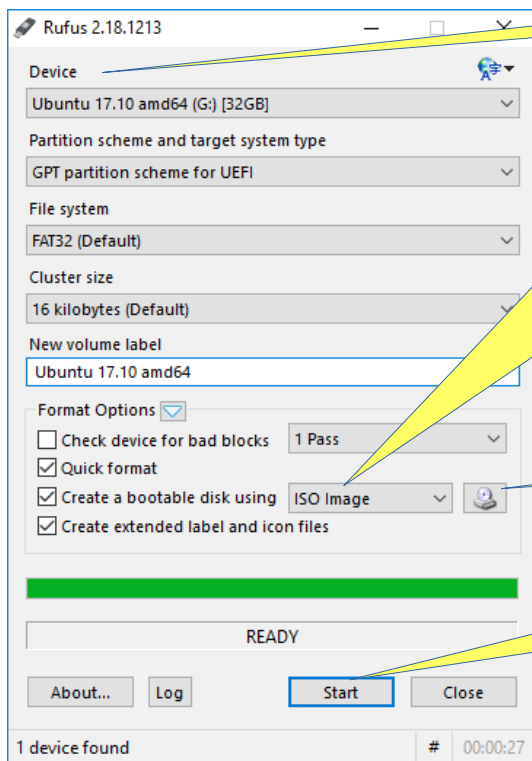 Rufus 2.18.1213
Device
Ubuntu 17.10 amd64 (G:) [32GB]
Partition scheme and target system type
GPT partition scheme for UEFI
File system
FAT32 (Default)
Cluster size
16 kilobytes (Default)
New volume label
Ubuntu 17.10 amd64
Format Options
Check device for bad blocks 1 Pass
Quick format
Create a bootable disk using ISO Image
Create extended label and icon files
READY
About... Log Start Close
1 device found # 00:00:27